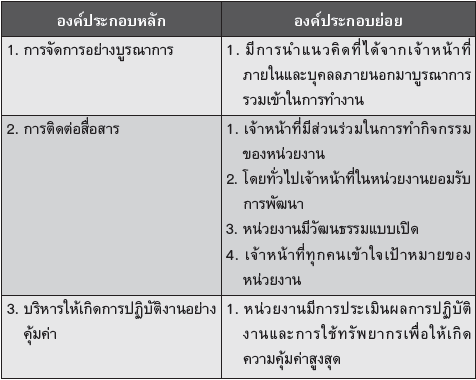 องค์ประกอบหลัก องค์ประกอบย่อย
1. การจัดการอย่างบูรณาการ
1. มีการนำแนวคิดที่ได้จากเจ้าหน้าที่
ภายในและบุคคลภายนอกมาบูรณาการ
รวมเข้าในการทำงาน
2. การติดต่อสื่อสาร
1. เจ้าหน้าที่มีส่วนร่วมในการทำกิจกรรม
ของหน่วยงาน
2. โดยทั่วไปเจ้าหน้าที่ในหน่วยงานยอมรับ
การพัฒนา
3. หน่วยงานมีวัฒนธรรมแบบเปิด
4. เจ้าหน้าที่ทุกคนเข้าใจเป้าหมายของ
หน่วยงาน
3. บริหารให้เกิดการปฏิบัติงานอย่าง
คุ้มค่า
1. หน่วยงานมีการประเมินผลการปฏิบัติ
งานและการใช้ทรัพยากรเพื่อให้เกิด
ความคุ้มค่าสูงสุด